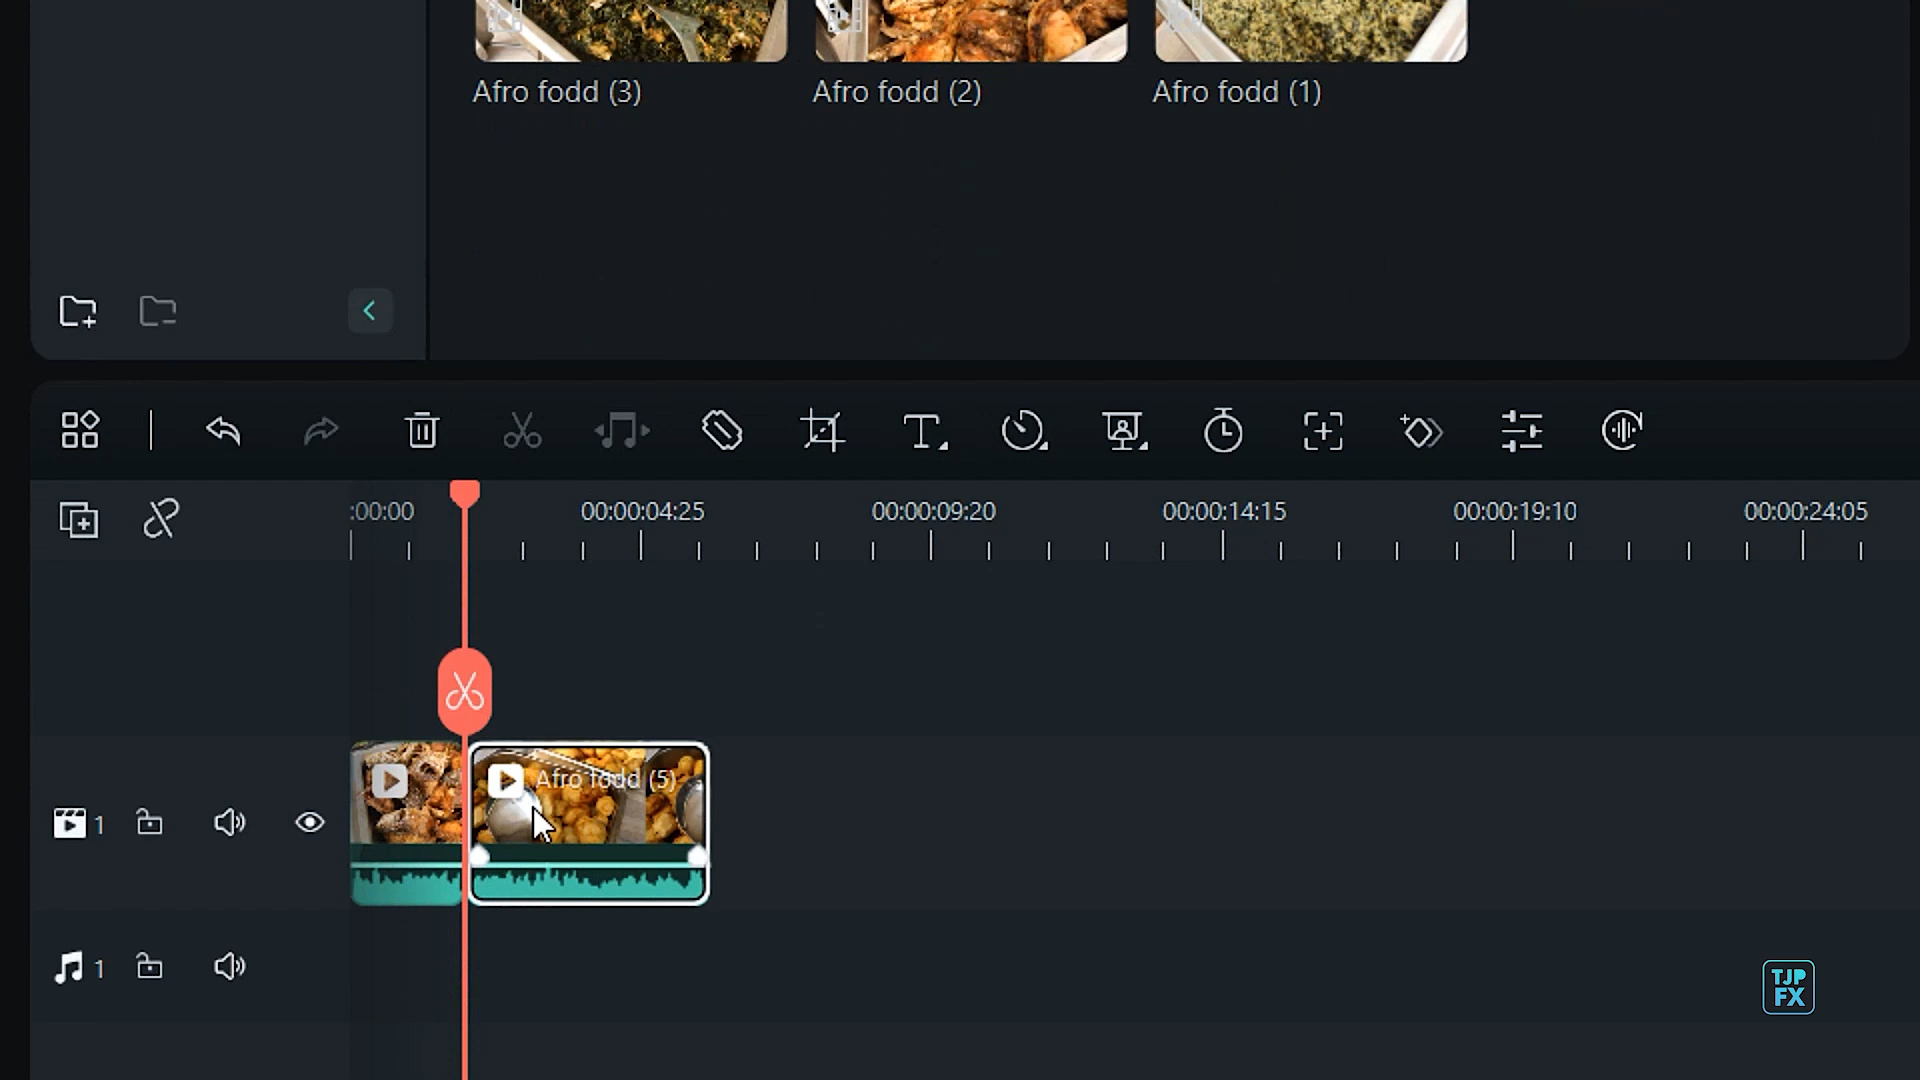 Afro fodd (3)
Afro fodd (2)
Afro fodd (1)
:00:00
00:00:04:25
00:00:09:20
00:00:14:15
00:00:19:10
00:00:24:05
Afro fodd (5)
1
1
TJP
FX